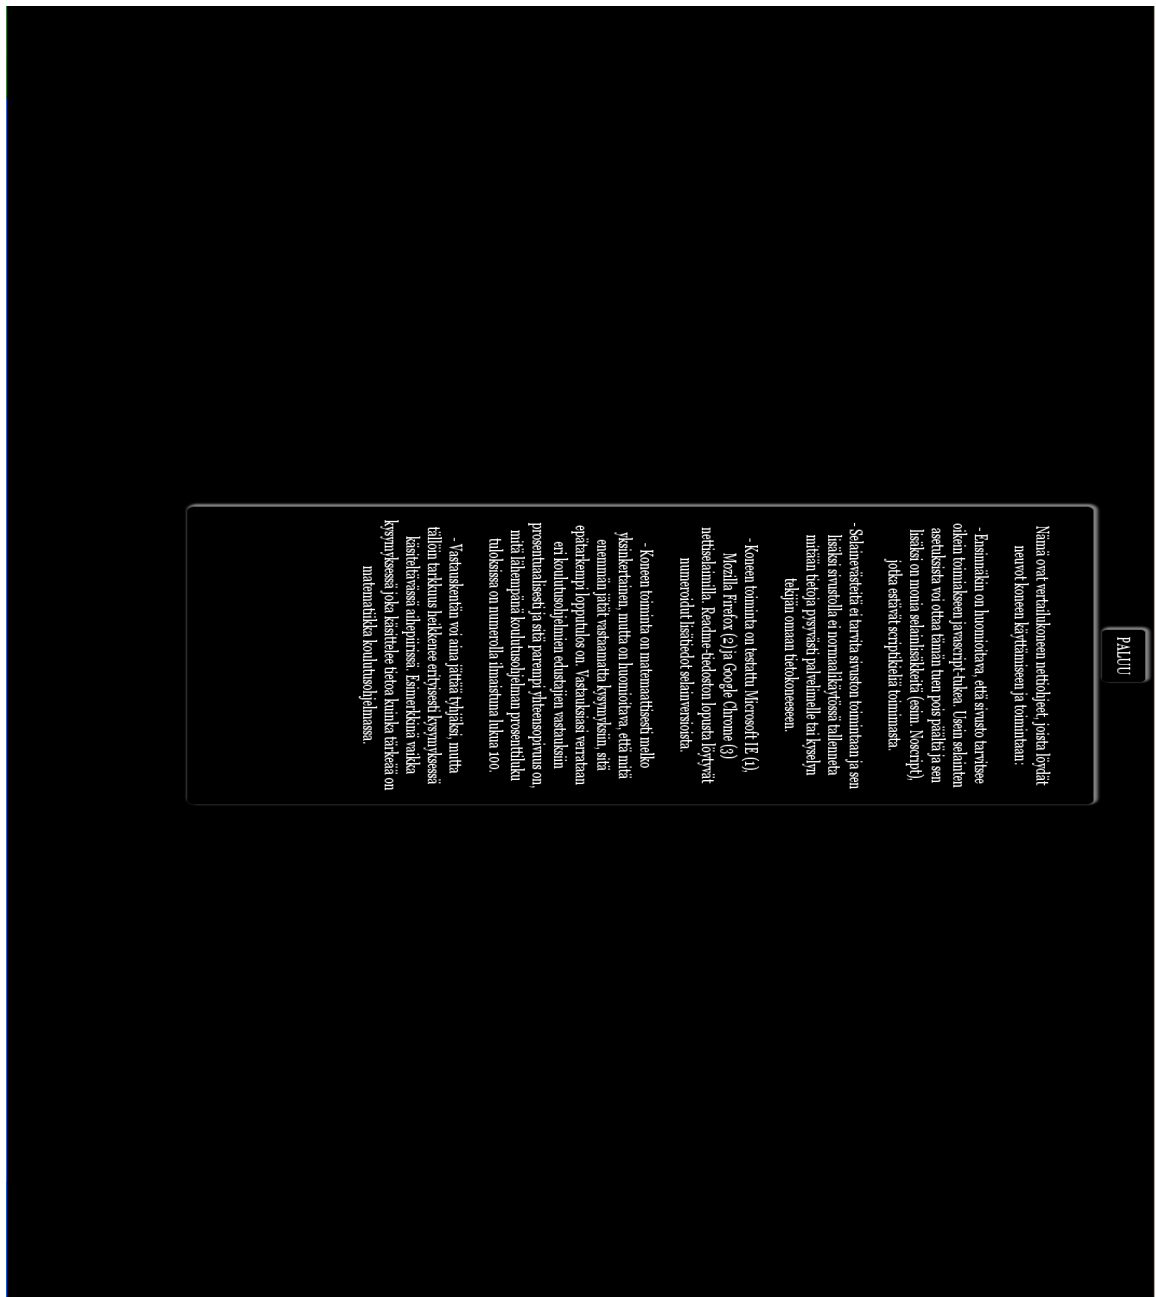 PALUU
Nämä ovat vertailukoneen nettiohjeet, joista löydät
neuvot koneen käyttämiseen ja toimintaan:
- Ensinnäkin on huomioitava, että sivusto tarvitsee
oikein toimiakseen javascript-tukea. Usein selainten
asetuksista voi ottaa tämän tuen pois päältä ja sen
lisäksi on monia selainlisäkkeitä (esim. Noscript),
jotka estävät scriptikieliä toimimasta.
- Selainevästeitä ei tarvita sivuston toimintaan ja sen
lisäksi sivustolla ei normaalikäytössä tallenneta
mitään tietoja pysyvästi palvelimelle tai kyselyn
tekijän omaan tietokoneeseen.
- Koneen toiminta on testattu Microsoft IE (1),
Mozilla Firefox (2) ja Google Chrome (3)
nettiselaimilla. Readme-tiedoston lopusta löytyvät
numeroidut lisätiedot selainversioista.
- Koneen toiminta on matemaattisesti melko
yksinkertainen, mutta on huomioitava, että mitä
enemmän jätät vastaamatta kysymyksiin, sitä
epätarkempi lopputulos on. Vastauksiasi verrataan
eri koulutusohjelmien edustajien vastauksiin
prosentuaalisesti ja sitä parempi yhteensopivuus on,
mitä lähempänä koulutusohjelman prosenttiluku
tuloksissa on numerolla ilmaistuna lukua 100.
- Vastauskentän voi aina jättää tyhjäksi, mutta
tällöin tarkkuus heikkenee erityisesti kysymyksessä
käsiteltävässä aihepiirissä. Esimerkkinä vaikka
kysymyksessä joka käsittelee tietoa kuinka tärkeää on
matematiikka koulutusohjelmassa.